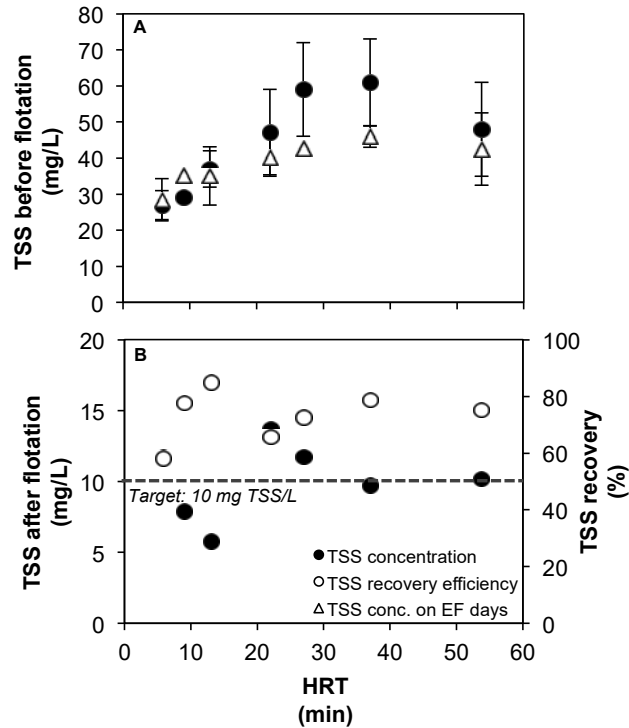 A
80
70
60
50
40
30
20
10
0
TSS before flotation
(mg/L)
B
20
15
10
5
0
TSS after flotation
(mg/L)
100
80
60
40
20
0
TSS recovery
(%)
Target: 10 mg TSS/L
TSS concentration
TSS recovery efficiency
TSS conc. on EF days
0 10 20 30 40 50 60
HRT
(min)